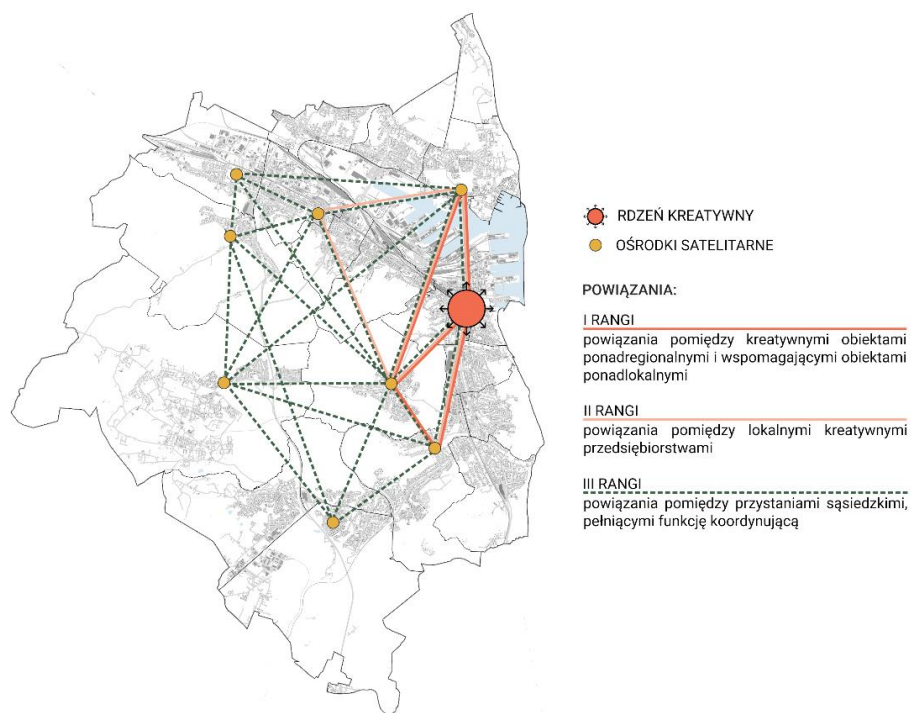 RDZEŃ KREATYWNY
OŚRODKI SATELITARNE
POWIĄZANIA:
I RANGI
powiązania pomiędzy kreatywnymi obiektami
ponadregionalnymi i wspomagającymi obiektami
ponadlokalnymi
II RANGI
powiązania pomiędzy lokalnymi kreatywnymi
przedsiębiorstwami
III RANGI
powiązania pomiędzy przystaniami sąsiedzkimi,
pełniącymi funkcję koordynującą